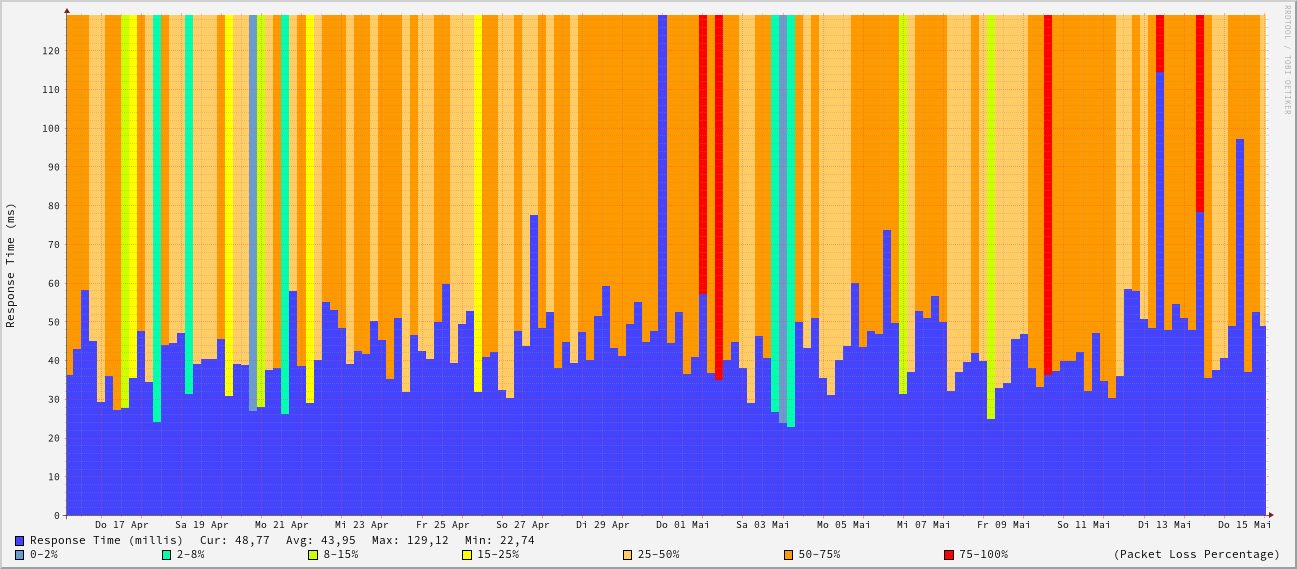 RRDTOOL / TOBI OETIKER
Response Time (ms)
120
110
100
90
80
70
60
50
40
30
20
10
0
Do 17 Apr Sa 19 Apr Mo 21 Apr Mi 23 Apr Fr 25 Apr So 27 Apr Di 29 Apr Do 01 Mai Sa 03 Mai Mo 05 Mai Mi 07 Mai Fr 09 Mai So 11 Mai Di 13 Mai Do 15 Mai
Response Time (millis) Cur: 48,77 Avg: 43,95 Max: 129,12 Min: 22,74
0-2% 2-8% 8-15% 15-25% 25-50% 50-75% 75-100% (Packet Loss Percentage)